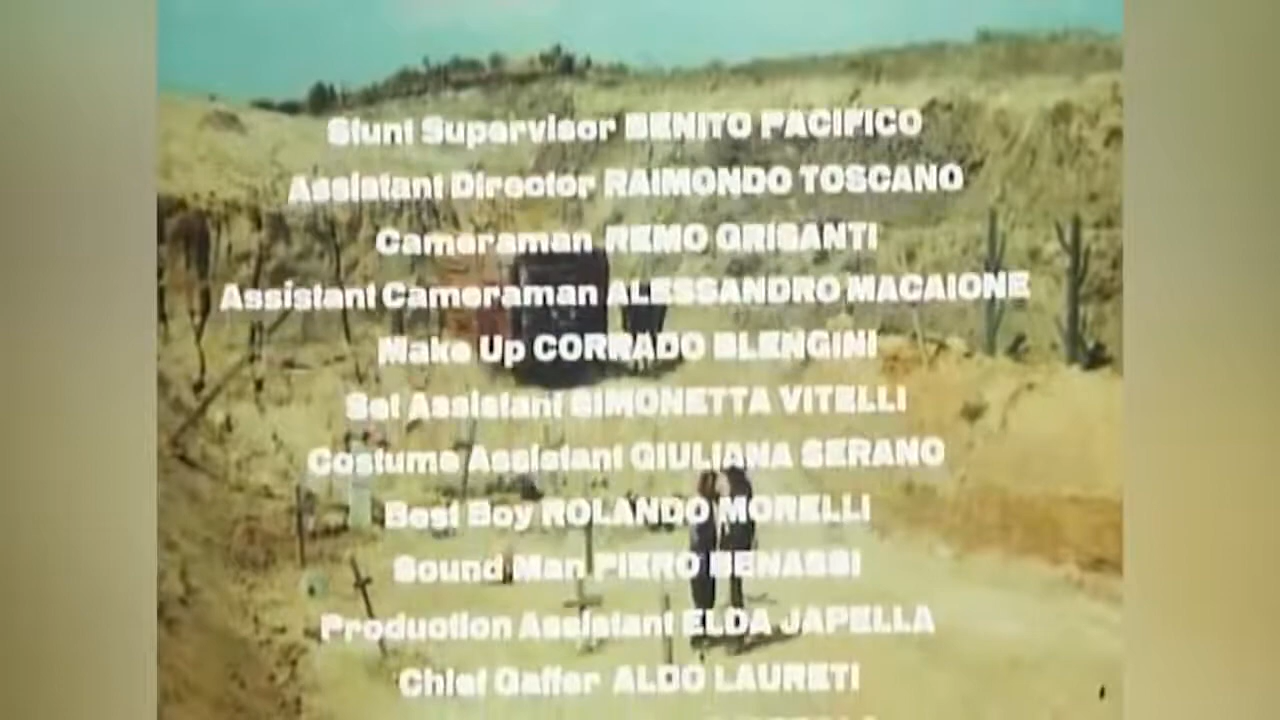 Stunt Supervisor BENITO PACIFICO
Assistant Director RAIMONDO TOSCANO
Cameraman REMO GRISANTI
Assistant Cameraman ALESSANDRO MACAIONE
Make Up CORRADO BLENGINI
Set Assistant SIMONETTA VITELLI
Costume Assistant GIULIANA SERANO
Best Boy ROLANDO MORELLI
Sound Man PIERO BENASSI
Production Assistant ELDA JAPELLA
Chief Gaffer ALDO LAURETI